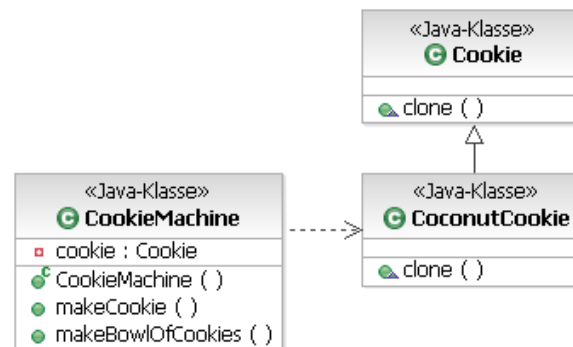 «Java-Klasse»
Cookie
clone ( )
«Java-Klasse»
CookieMachine
cookie : Cookie
CookieMachine ( )
makeCookie ( )
makeBowlOfCookies ( )
«Java-Klasse»
CoconutCookie
clone ( )